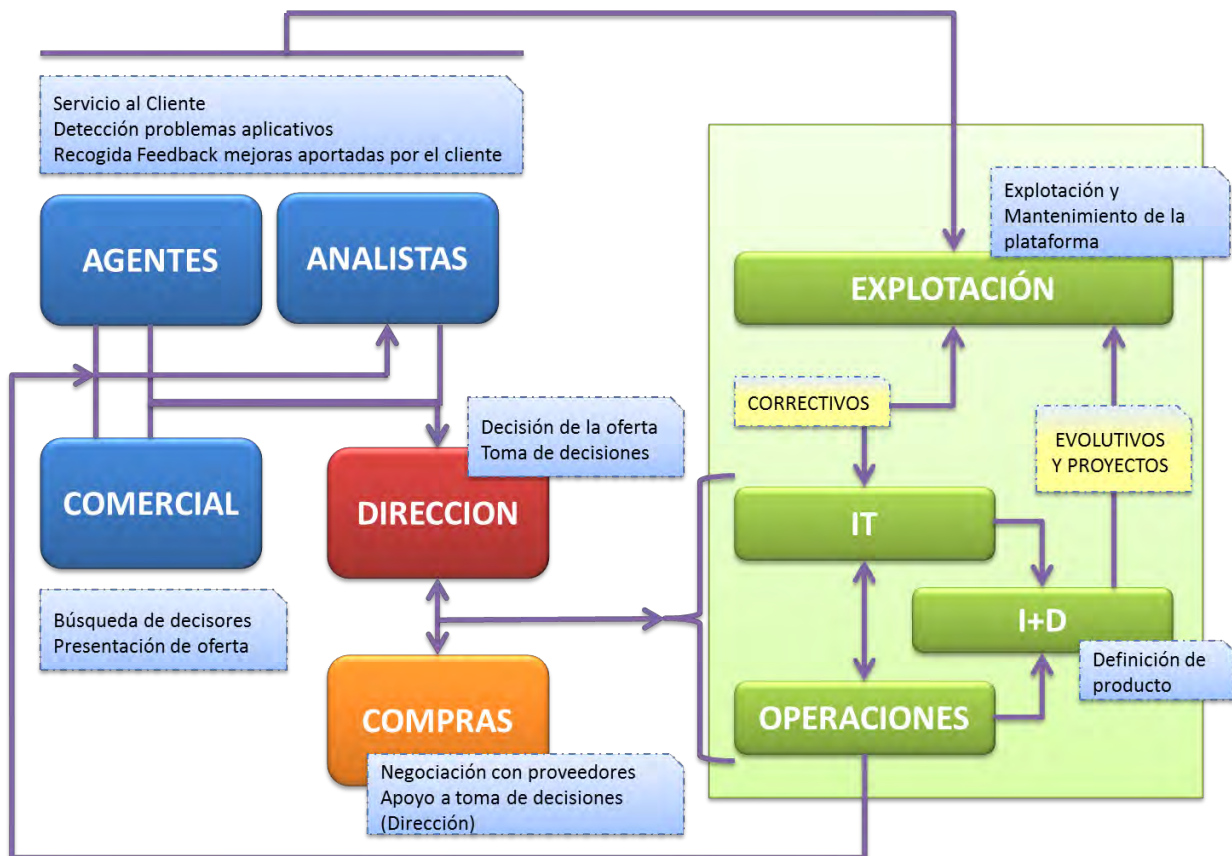 Servicio al Cliente
Detección problemas aplicativos
Recogida Feedback mejoras aportadas por el cliente
AGENTES
ANALISTAS
Explotación y
Mantenimiento de la
plataforma
EXPLOTACIÓN
CORRECTIVOS
EVOLUTIVOS
Y PROYECTOS
Decisión de la oferta
Toma de decisiones
COMERCIAL
DIRECCION
IT
Búsqueda de decisores
Presentación de oferta
I+D
Definición de
producto
COMPRAS
OPERACIONES
Negociación con proveedores
Apoyo a toma de decisiones
(Dirección)